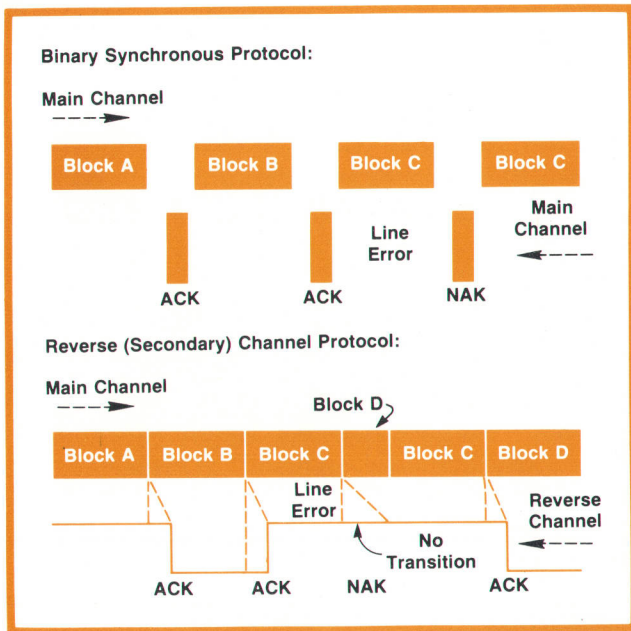 Binary Synchronous Protocol:
Main Channel
Block A
Block B
Block C
Block C
Line
Error
Main
Channel
ACK
ACK
NAK
Reverse (Secondary) Channel Protocol:
Main Channel
Block D
Block A
Block B
Block C
Block C
Block D
Line
Error
Reverse
Channel
No
Transition
ACK
ACK
NAK
ACK